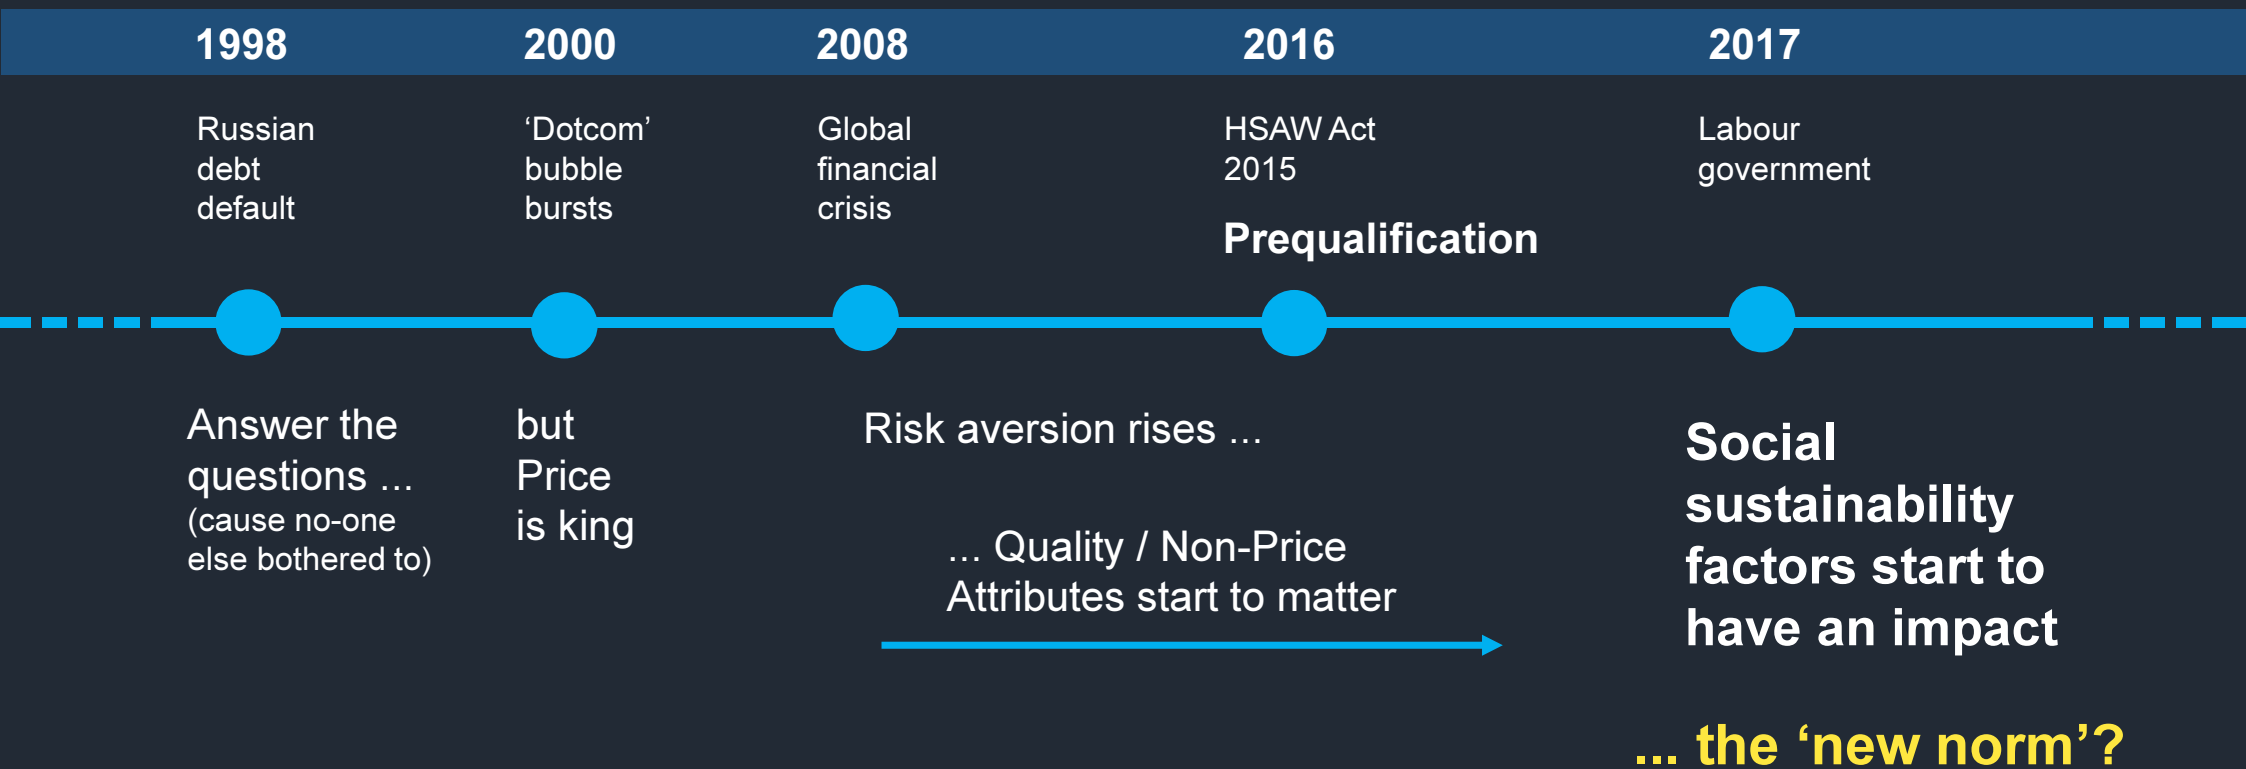 1998
2000
2008
2016
2017
Russian
debt
default
‘Dotcom’
bubble
bursts
Global
financial
crisis
HSAW Act
2015
Prequalification
Labour
government
Answer the
questions ...
(cause no-one
else bothered to)
but
Price
is king
Risk aversion rises ...
... Quality / Non-Price
Attributes start to matter
Social
sustainability
factors start to
have an impact
... the ‘new norm’?